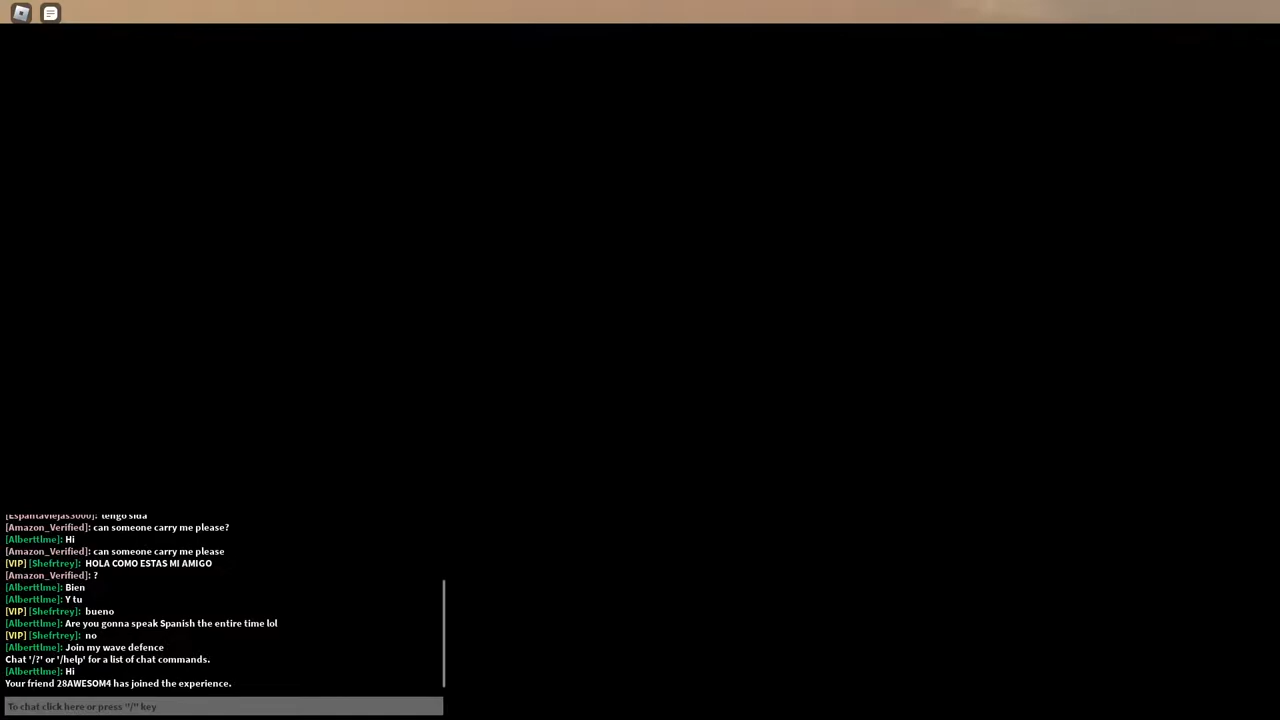 [Espantaviejas3000]: tengo sida
[Amazon_Verified]: can someone carry me please?
[Alberttlme]: Hi
[Amazon_Verified]: can someone carry me please
[VIP] [Shefrtrey]: HOLA COMO ESTAS MI AMIGO
[Amazon_Verified]: ?
[Alberttlme]: Bien
[Alberttlme]: Y tu
[VIP] [Shefrtrey]: bueno
[Alberttlme]: Are you gonna speak Spanish the entire time lol
[VIP] [Shefrtrey]: no
[Alberttlme]: Join my wave defence
Chat '/?' or '/help' for a list of chat commands.
[Alberttlme]: Hi
Your friend 28AWESOM4 has joined the experience.
To chat click here or press "/" key